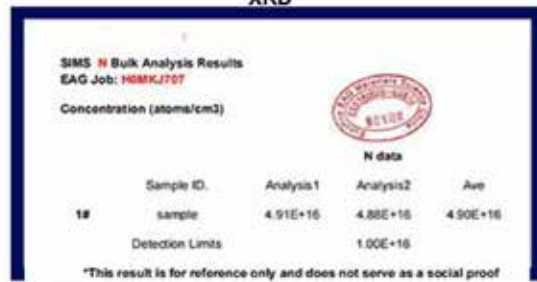 XRD
SIMS N Bulk Analysis Results
EAG Job: H0MKJ707
Concentration (atoms/cm3)
N data
Sample ID. Analysis1 Analysis2 Ave
1# sample 4.91E+16 4.88E+16 4.90E+16
Detection Limits 1.00E+16
*This result is for reference only and does not serve as a social proof